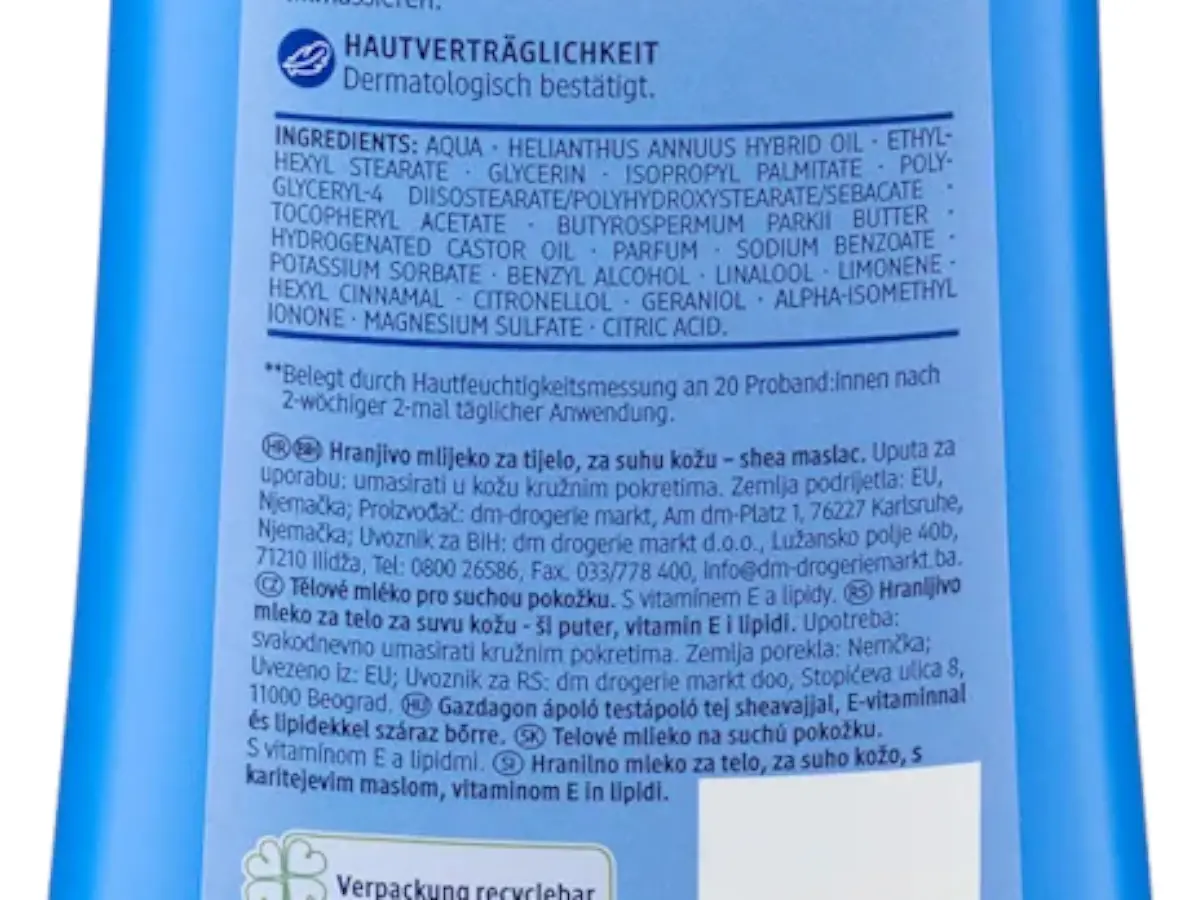 HAUTVERTRÄGLICHKEIT
Dermatologisch bestätigt.
INGREDIENTS: AQUA · HELIANTHUS ANNUUS HYBRID OIL · ETHYL-
HEXYL STEARATE · GLYCERIN · ISOPROPYL PALMITATE · POLY-
GLYCERYL-4 DIISOSTEARATE/POLYHYDROXYSTEARATE/SEBACATE ·
TOCOPHERYL ACETATE · BUTYROSPERMUM PARKII BUTTER ·
HYDROGENATED CASTOR OIL · PARFUM · SODIUM BENZOATE ·
POTASSIUM SORBATE · BENZYL ALCOHOL · LINALOOL · LIMONENE ·
HEXYL CINNAMAL · CITRONELLOL · GERANIOL · ALPHA-ISOMETHYL
IONONE · MAGNESIUM SULFATE · CITRIC ACID.
**Belegt durch Hautfeuchtigkeitsmessung an 20 Proband:innen nach
2-wöchiger 2-mal täglicher Anwendung.
HR BIH Hranjivo mlijeko za tijelo, za suhu kožu – shea maslac. Uputa za
uporabu: umasirati u kožu kružnim pokretima. Zemlja podrijetla: EU,
Njemačka; Proizvođač: dm-drogerie markt, Am dm-Platz 1, 76227 Karlsruhe,
Njemačka; Uvoznik za BiH: dm drogerie markt d.o.o., Lužansko polje 40b,
71210 Ilidža, Tel: 0800 26586, Fax. 033/778 400, info@dm-drogeriemarkt.ba.
CZ Tělové mléko pro suchou pokožku. S vitamínem E a lipidy. RS Hranljivo
mleko za telo za suvu kožu - ši puter, vitamin E i lipidi. Upotreba:
svakodnevno umasirati kružnim pokretima. Zemlja porekla: Nemčka;
Uvezeno iz: EU; Uvoznik za RS: dm drogerie markt doo, Stopićeva ulica 8,
11000 Beograd. HU Gazdagon ápoló testápoló tej sheavajjal, E-vitaminnal
és lipidekkel száraz bőrre. SK Telové mlieko na suchú pokožku.
S vitamínom E a lipidmi. SI Hranilno mleko za telo, za suho kožo, s
karitejevim maslom, vitaminom E in lipidi.
Verpackung recyclebar